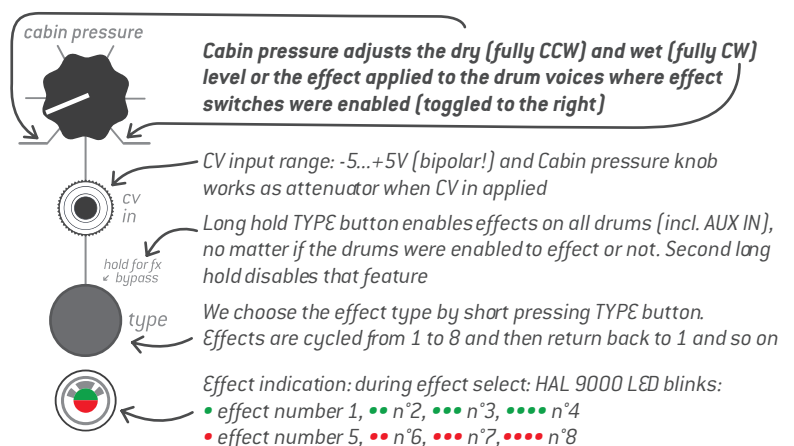 cabin pressure
Cabin pressure adjusts the dry (fully CCW) and wet (fully CW)
level or the effect applied to the drum voices where effect
switches were enabled (toggled to the right)
CV input range: -5...+5V (bipolar!) and Cabin pressure knob
works as attenuator when CV in applied
cv
in
Long hold TYPE button enables effects on all drums (incl. AUX IN),
no matter if the drums were enabled to effect or not. Second long
hold disables that feature
hold for fx
↙ bypass
type
We choose the effect type by short pressing TYPE button.
Effects are cycled from 1 to 8 and then return back to 1 and so on
Effect indication: during effect select: HAL 9000 LED blinks:
• effect number 1, •• n°2, ••• n°3, •••• n°4
• effect number 5, •• n°6, ••• n°7, •••• n°8